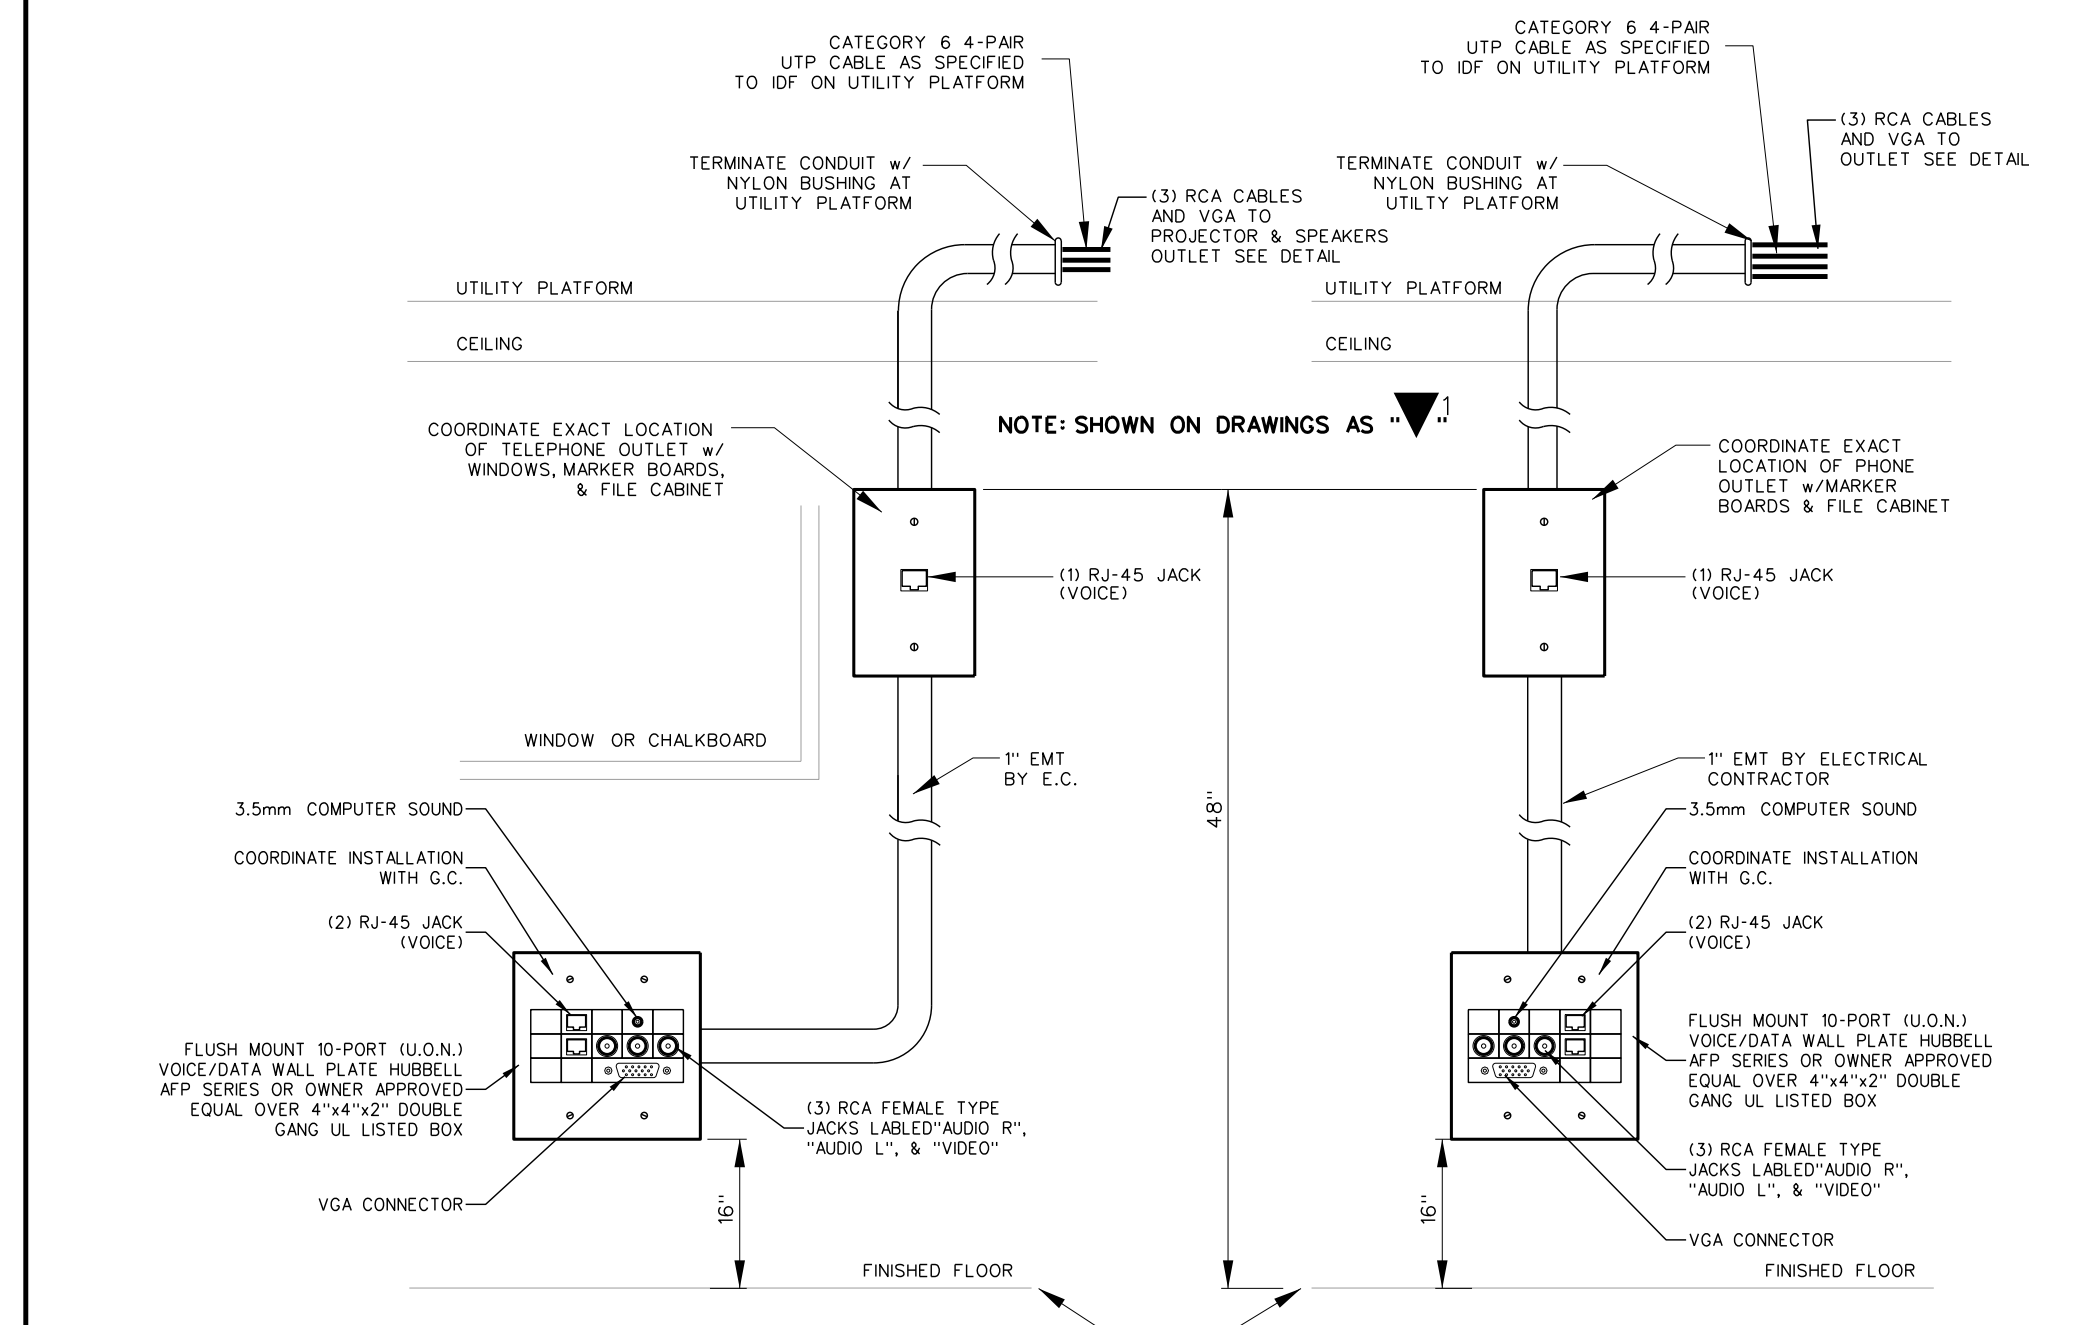 CATEGORY 6 4-PAIR
UTP CABLE AS SPECIFIED
TO IDF ON UTILITY PLATFORM
TERMINATE CONDUIT w/
NYLON BUSHING AT
UTILITY PLATFORM
(3) RCA CABLES
AND VGA TO
PROJECTOR & SPEAKERS
OUTLET SEE DETAIL
UTILITY PLATFORM
CEILING
COORDINATE EXACT LOCATION
OF TELEPHONE OUTLET w/
WINDOWS, MARKER BOARDS,
& FILE CABINET
(1) RJ-45 JACK
(VOICE)
WINDOW OR CHALKBOARD
1" EMT
BY E.C.
3.5mm COMPUTER SOUND
COORDINATE INSTALLATION
WITH G.C.
(2) RJ-45 JACK
(VOICE)
FLUSH MOUNT 10-PORT (U.O.N.)
VOICE/DATA WALL PLATE HUBBELL
AFP SERIES OR OWNER APPROVED
EQUAL OVER 4"x4"x2" DOUBLE
GANG UL LISTED BOX
(3) RCA FEMALE TYPE
JACKS LABLED"AUDIO R",
"AUDIO L", & "VIDEO"
VGA CONNECTOR
16"
FINISHED FLOOR
NOTE: SHOWN ON DRAWINGS AS "▼1"
48"
CATEGORY 6 4-PAIR
UTP CABLE AS SPECIFIED
TO IDF ON UTILITY PLATFORM
(3) RCA CABLES
AND VGA TO
OUTLET SEE DETAIL
TERMINATE CONDUIT w/
NYLON BUSHING AT
UTILTY PLATFORM
UTILITY PLATFORM
CEILING
COORDINATE EXACT
LOCATION OF PHONE
OUTLET w/MARKER
BOARDS & FILE CABINET
(1) RJ-45 JACK
(VOICE)
1" EMT BY ELECTRICAL
CONTRACTOR
3.5mm COMPUTER SOUND
COORDINATE INSTALLATION
WITH G.C.
(2) RJ-45 JACK
(VOICE)
FLUSH MOUNT 10-PORT (U.O.N.)
VOICE/DATA WALL PLATE HUBBELL
AFP SERIES OR OWNER APPROVED
EQUAL OVER 4"x4"x2" DOUBLE
GANG UL LISTED BOX
(3) RCA FEMALE TYPE
JACKS LABLED"AUDIO R",
"AUDIO L", & "VIDEO"
VGA CONNECTOR
16"
FINISHED FLOOR